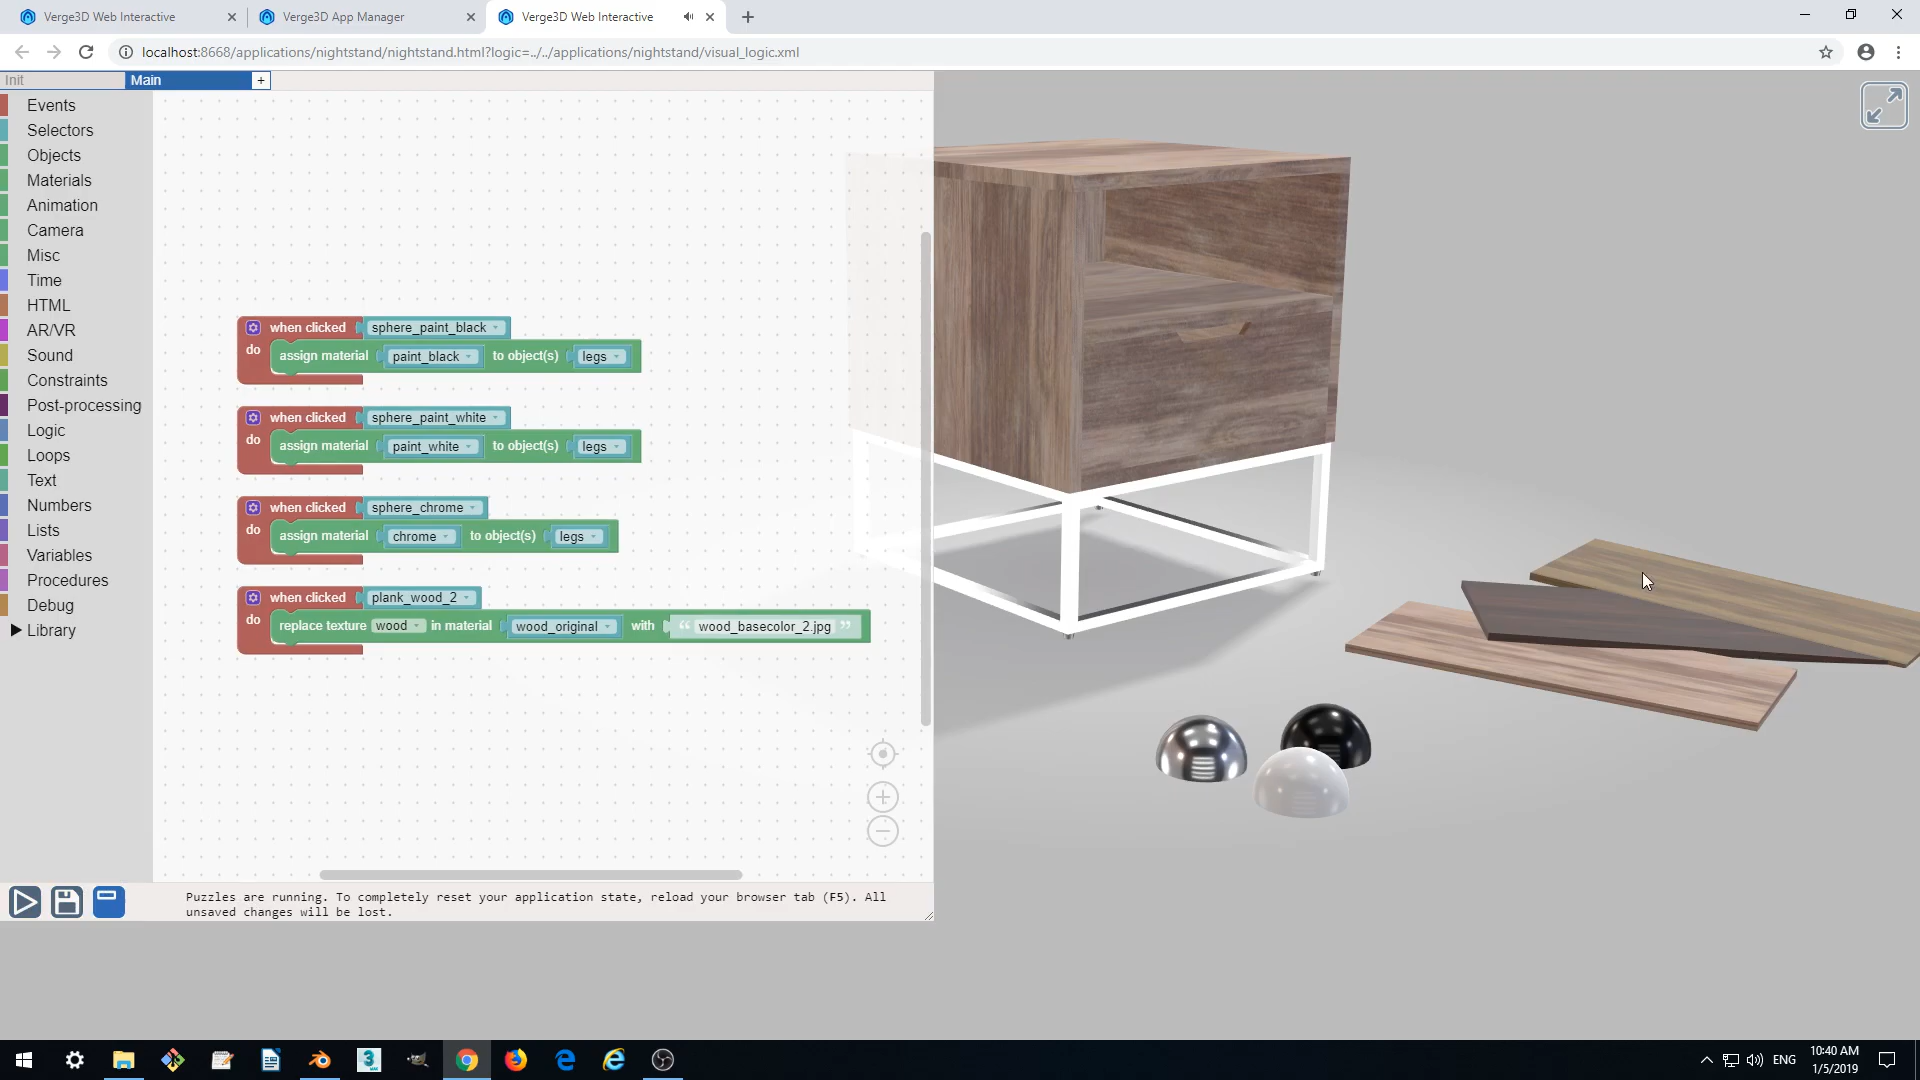 Verge3D Web Interactive
Verge3D App Manager
Verge3D Web Interactive
localhost:8668/applications/nightstand/nightstand.html?logic=../../applications/nightstand/visual_logic.xml
Init
Main
+
Events
Selectors
Objects
Materials
Animation
Camera
Misc
Time
HTML
AR/VR
Sound
Constraints
Post-processing
Logic
Loops
Text
Numbers
Lists
Variables
Procedures
Debug
Library
when clicked sphere_paint_black
do assign material paint_black to object(s) legs
when clicked sphere_paint_white
do assign material paint_white to object(s) legs
when clicked sphere_chrome
do assign material chrome to object(s) legs
when clicked plank_wood_2
do replace texture wood in material wood_original with “ wood_basecolor_2.jpg ”
Puzzles are running. To completely reset your application state, reload your browser tab (F5). All
unsaved changes will be lost.
ENG
10:40 AM
1/5/2019